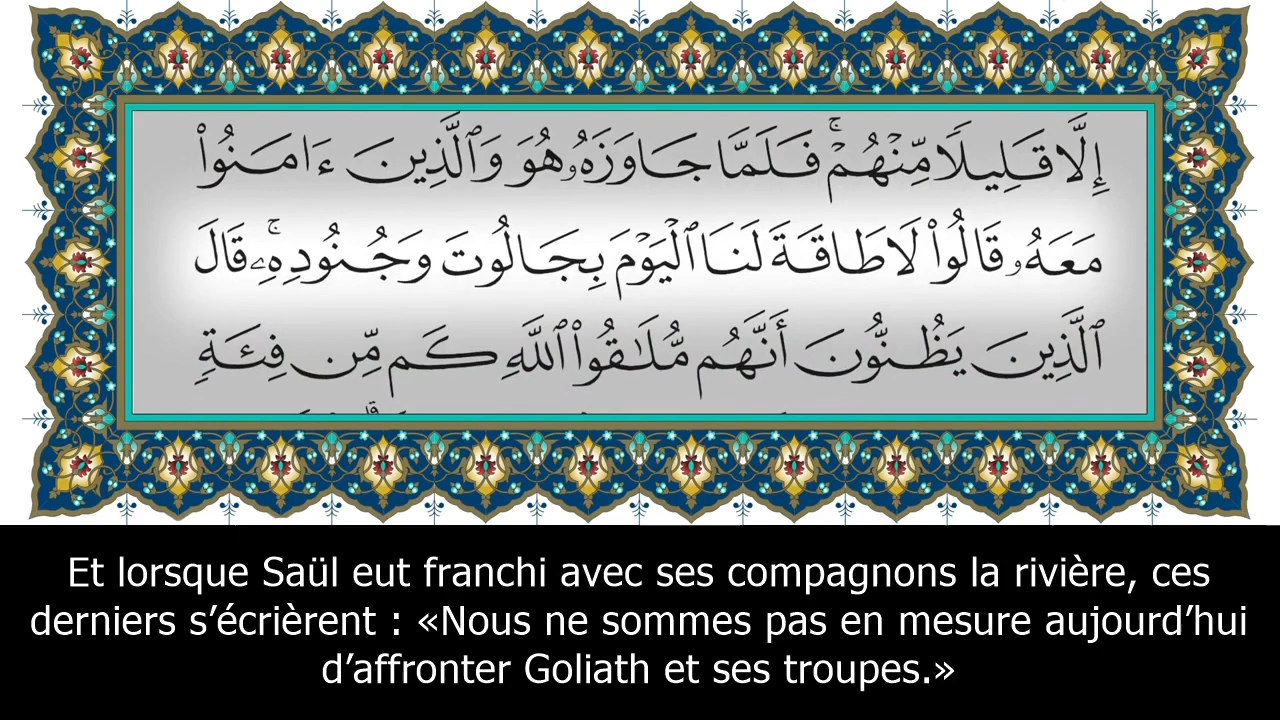 إِلَّا قَلِيلًا مِّنْهُمْ ۚ فَلَمَّا جَاوَزَهُۥ هُوَ وَٱلَّذِينَ ءَامَنُوا۟
مَعَهُۥ قَالُوا۟ لَا طَاقَةَ لَنَا ٱلْيَوْمَ بِجَالُوتَ وَجُنُودِهِۦ ۚ قَالَ
ٱلَّذِينَ يَظُنُّونَ أَنَّهُم مُّلَـٰقُوا۟ ٱللَّهِ كَم مِّن فِئَةٍ
Et lorsque Saül eut franchi avec ses compagnons la rivière, ces
derniers s’écrièrent : «Nous ne sommes pas en mesure aujourd’hui
d’affronter Goliath et ses troupes.»